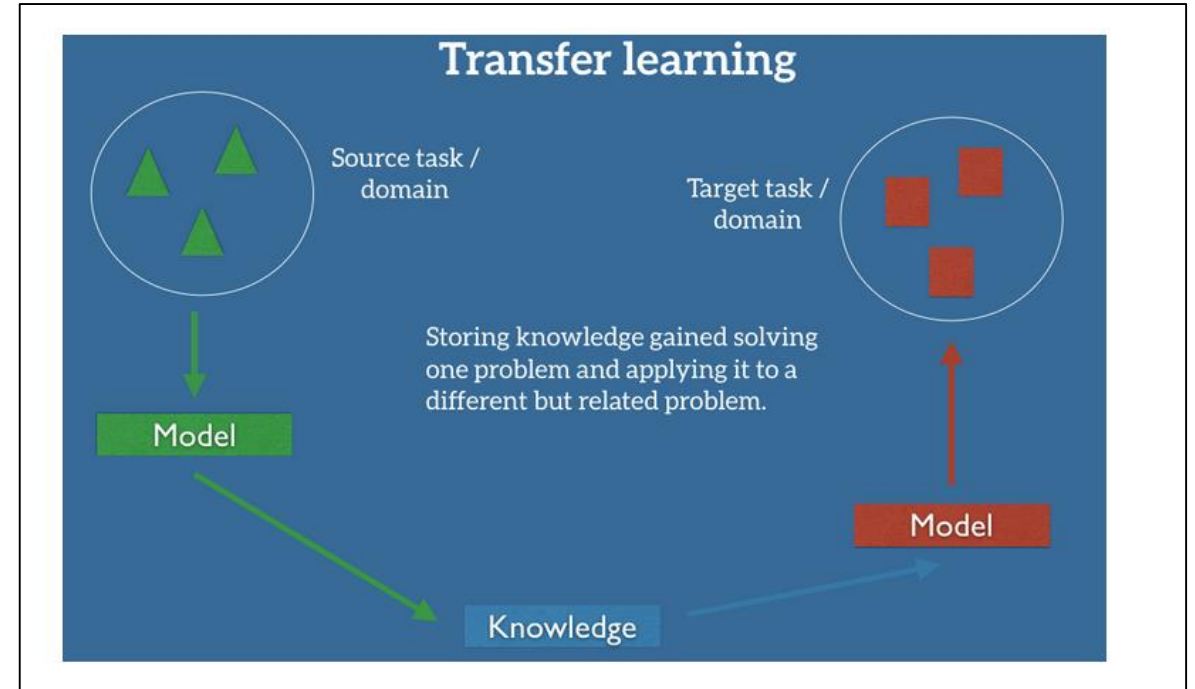 Transfer learning
Source task /
domain
Target task /
domain
Storing knowledge gained solving
one problem and applying it to a
different but related problem.
Model
Model
Knowledge